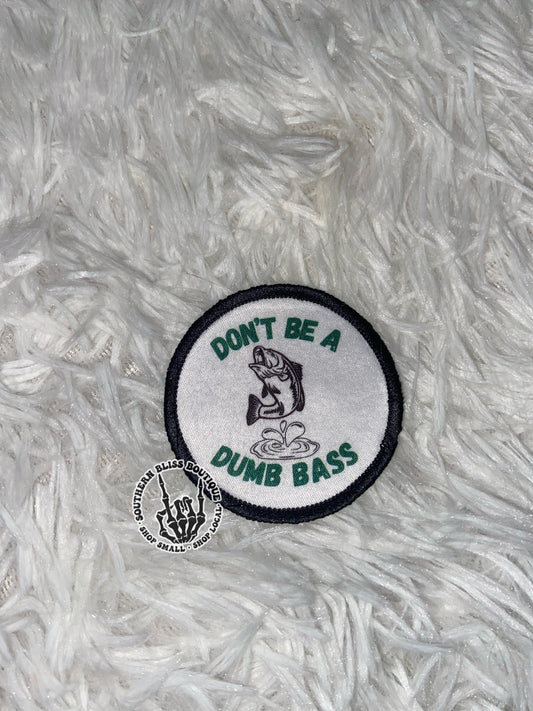 DON'T BE A
DUMB BASS
SOUTHERN BLISS BOUTIQUE
SHOP SMALL · SHOP LOCAL